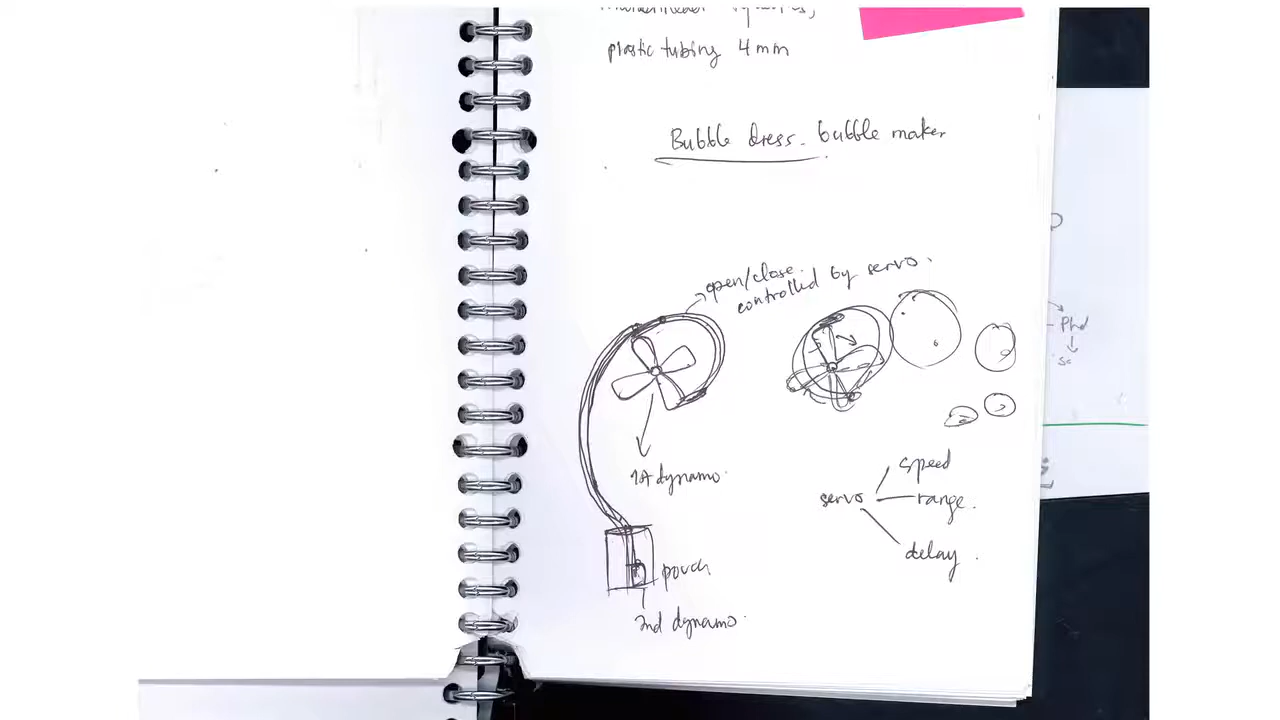 plastic tubing 4mm
Bubble dress. bubble maker
open/close.
controlled by servo.
dynamo.
pouch
2nd dynamo.
servo
speed
range.
delay.
Phd